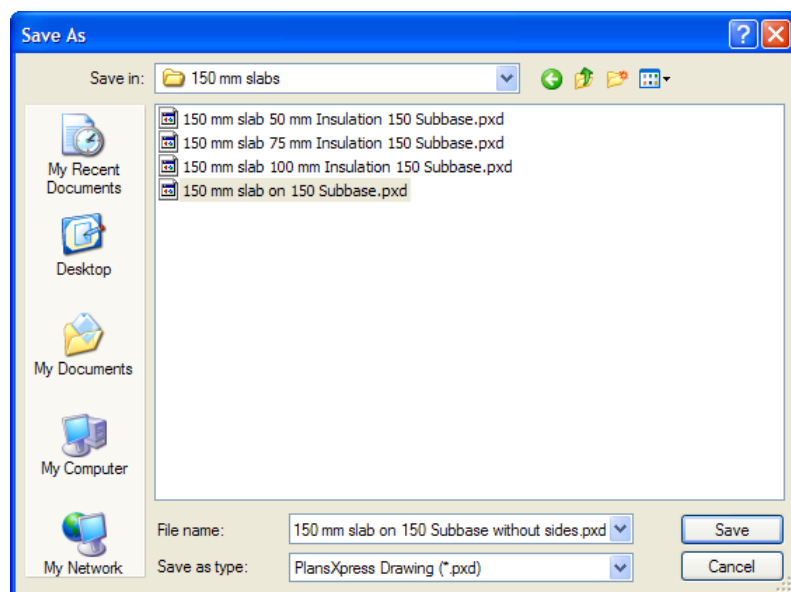 Save As
Save in:
150 mm slabs
150 mm slab 50 mm Insulation 150 Subbase.pxd
150 mm slab 75 mm Insulation 150 Subbase.pxd
150 mm slab 100 mm Insulation 150 Subbase.pxd
150 mm slab on 150 Subbase.pxd
My Recent
Documents
Desktop
My Documents
My Computer
My Network
File name:
150 mm slab on 150 Subbase without sides.pxd
Save
Save as type:
PlansXpress Drawing (*.pxd)
Cancel